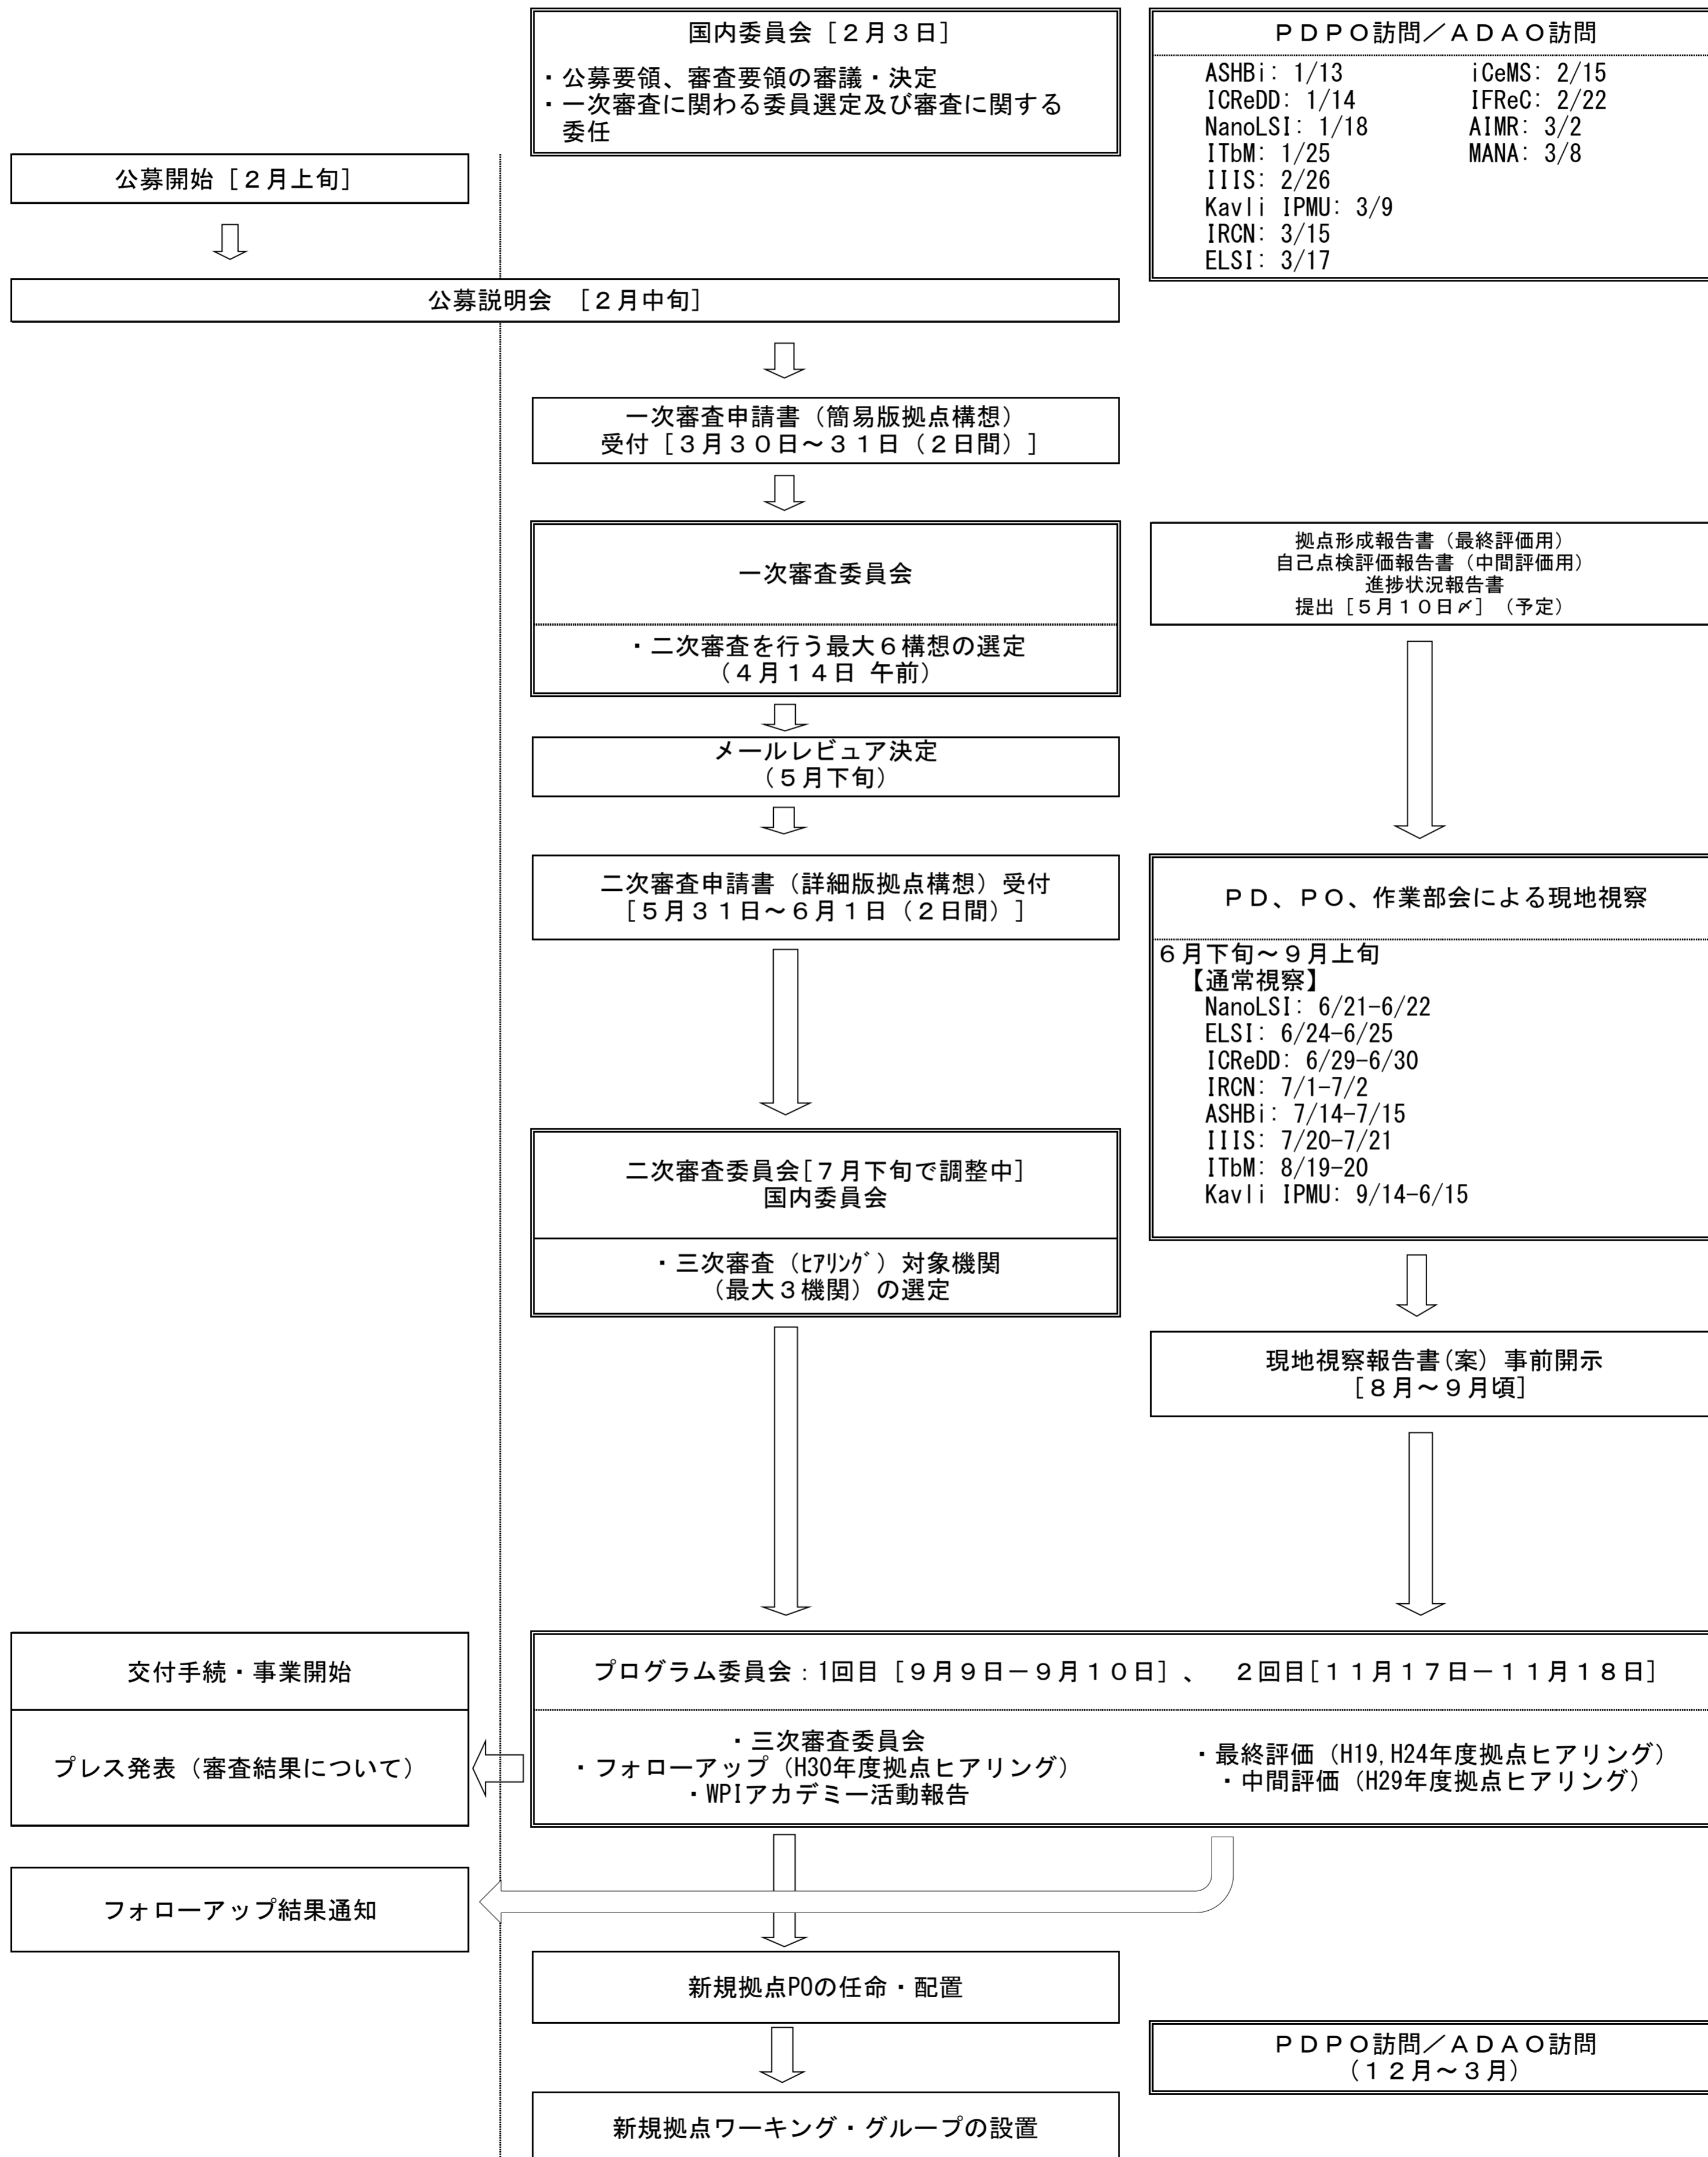 国内委員会［２月３日］
・公募要領、審査要領の審議・決定
・一次審査に関わる委員選定及び審査に関する
委任
ＰＤＰＯ訪問／ＡＤＡＯ訪問
ASHBi: 1/13
ICReDD: 1/14
NanoLSI: 1/18
ITbM: 1/25
IIIS: 2/26
Kavli IPMU: 3/9
IRCN: 3/15
ELSI: 3/17
iCeMS: 2/15
IFReC: 2/22
AIMR: 3/2
MANA: 3/8
公募開始［２月上旬］
公募説明会　［２月中旬］
一次審査申請書（簡易版拠点構想）
受付［３月３０日～３１日（２日間）］
一次審査委員会
・二次審査を行う最大６構想の選定
（４月１４日 午前）
拠点形成報告書（最終評価用）
自己点検評価報告書（中間評価用）
進捗状況報告書
提出［５月１０日〆］（予定）
メールレビュア決定
（５月下旬）
二次審査申請書（詳細版拠点構想）受付
［５月３１日～６月１日（２日間）］
ＰＤ、ＰＯ、作業部会による現地視察
６月下旬～９月上旬
【通常視察】
NanoLSI: 6/21-6/22
ELSI: 6/24-6/25
ICReDD: 6/29-6/30
IRCN: 7/1-7/2
ASHBi: 7/14-7/15
IIIS: 7/20-7/21
ITbM: 8/19-20
Kavli IPMU: 9/14-6/15
二次審査委員会[７月下旬で調整中]
国内委員会
・三次審査（ﾋｱﾘﾝｸﾞ）対象機関
（最大３機関）の選定
現地視察報告書(案）事前開示
［８月～９月頃］
交付手続・事業開始
プレス発表（審査結果について）
プログラム委員会：1回目［９月９日－９月１０日］、　２回目[１１月１７日－１１月１８日]
・三次審査委員会
・フォローアップ（H30年度拠点ヒアリング）
・WPIアカデミー活動報告
・最終評価（H19,H24年度拠点ヒアリング）
・中間評価（H29年度拠点ヒアリング）
フォローアップ結果通知
新規拠点POの任命・配置
ＰＤＰＯ訪問／ＡＤＡＯ訪問
（１２月～３月）
新規拠点ワーキング・グループの設置